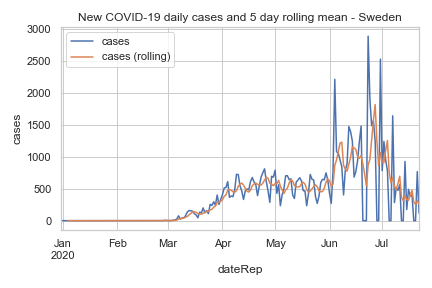 New COVID-19 daily cases and 5 day rolling mean - Sweden
cases
cases (rolling)
3000
2500
2000
1500
1000
500
0
cases
Jan
2020
Feb
Mar
Apr
May
Jun
Jul
dateRep